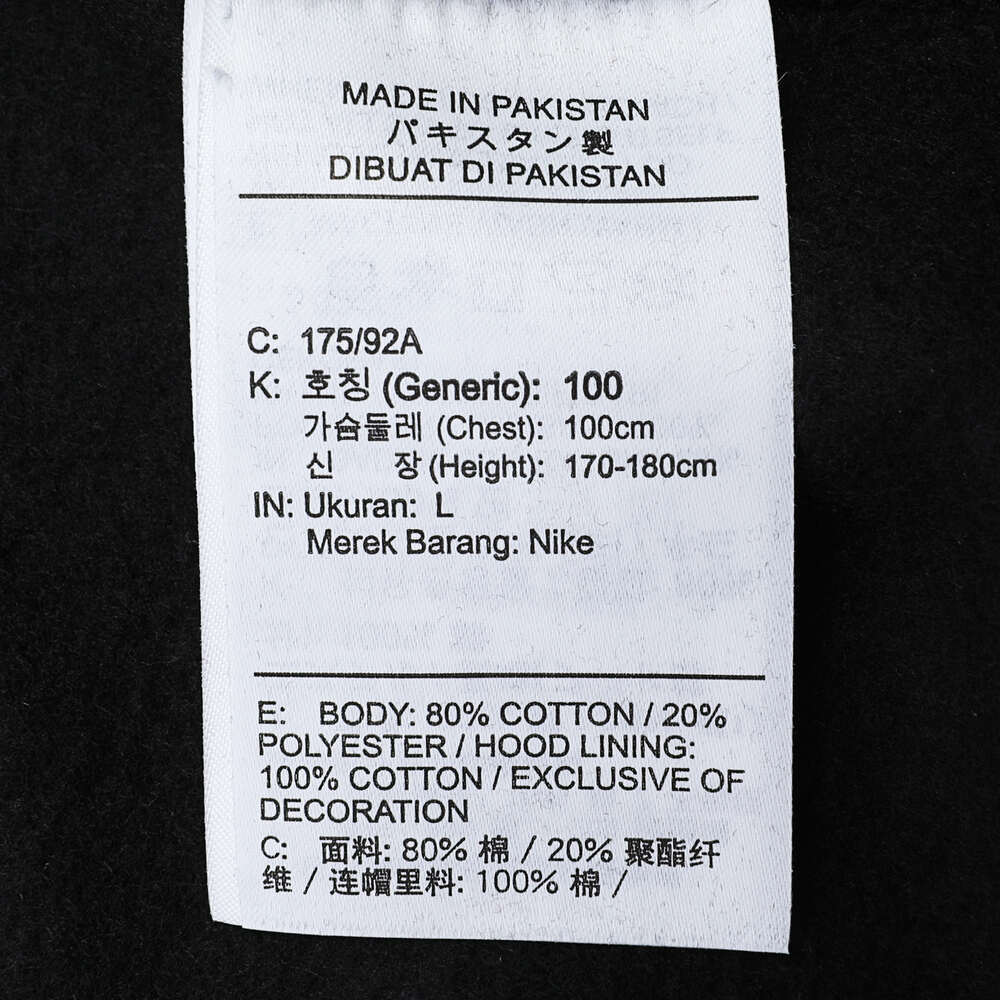 MADE IN PAKISTAN
パキスタン製
DIBUAT DI PAKISTAN
C: 175/92A
K: 호칭 (Generic): 100
가슴둘레 (Chest): 100cm
신 장 (Height): 170-180cm
IN: Ukuran: L
Merek Barang: Nike
E: BODY: 80% COTTON / 20%
POLYESTER / HOOD LINING:
100% COTTON / EXCLUSIVE OF
DECORATION
C: 面料: 80% 棉 / 20% 聚酯纤
维 / 连帽里料: 100% 棉 /